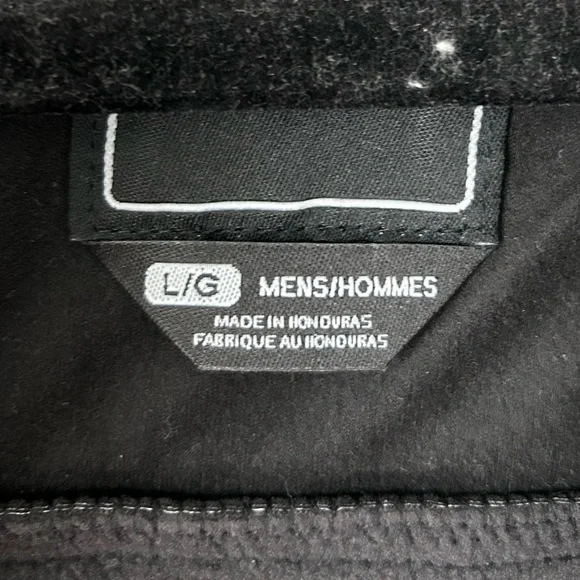 L/G MENS/HOMMES
MADE IN HONDURAS
FABRIQUE AU HONDURAS